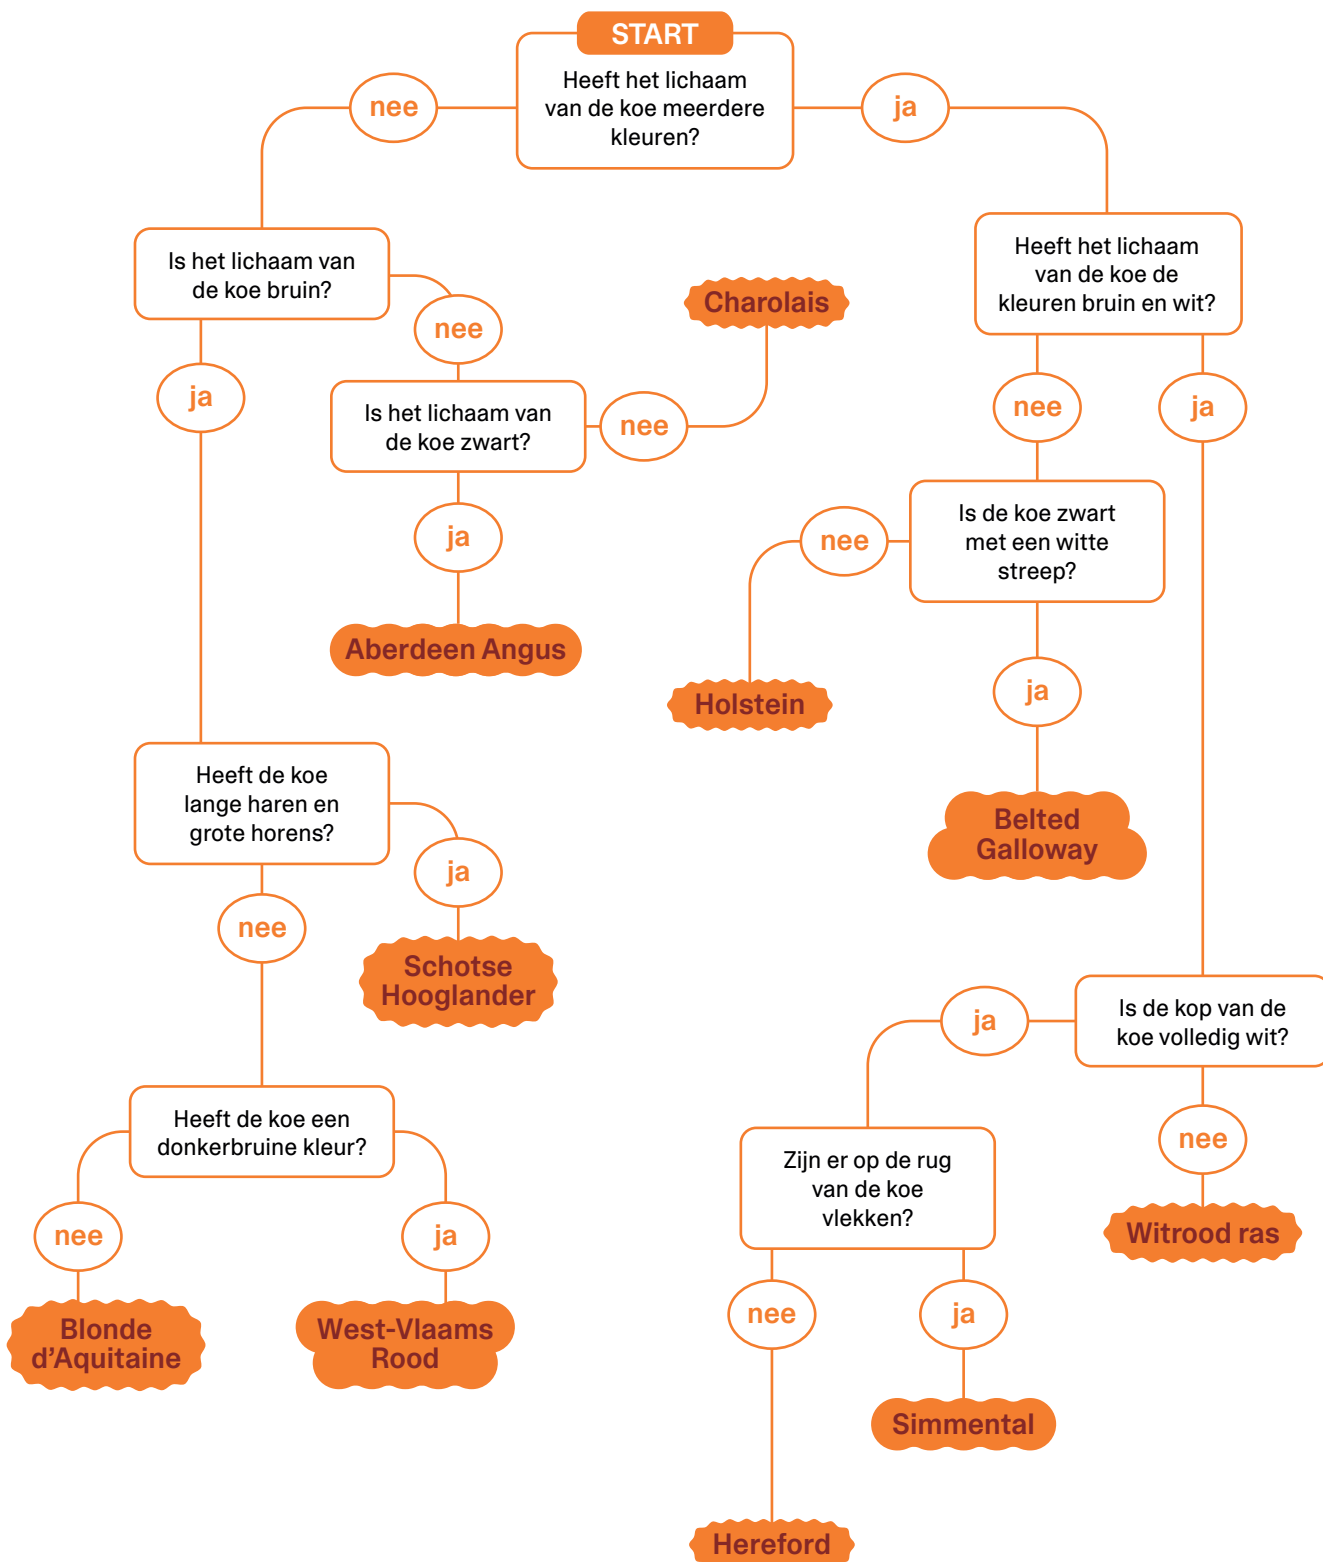 START
Heeft het lichaam
van de koe meerdere
kleuren?
nee
ja
Is het lichaam van
de koe bruin?
Heeft het lichaam
van de koe de
kleuren bruin en wit?
Charolais
nee
ja
Is het lichaam van
de koe zwart?
nee
nee
ja
ja
Is de koe zwart
met een witte
streep?
nee
Aberdeen Angus
Holstein
ja
Heeft de koe
lange haren en
grote horens?
Belted
Galloway
ja
nee
Schotse
Hooglander
Is de kop van de
koe volledig wit?
ja
Heeft de koe een
donkerbruine kleur?
nee
Zijn er op de rug
van de koe
vlekken?
nee
ja
Witrood ras
nee
ja
Blonde
d'Aquitaine
West-Vlaams
Rood
Simmental
Hereford